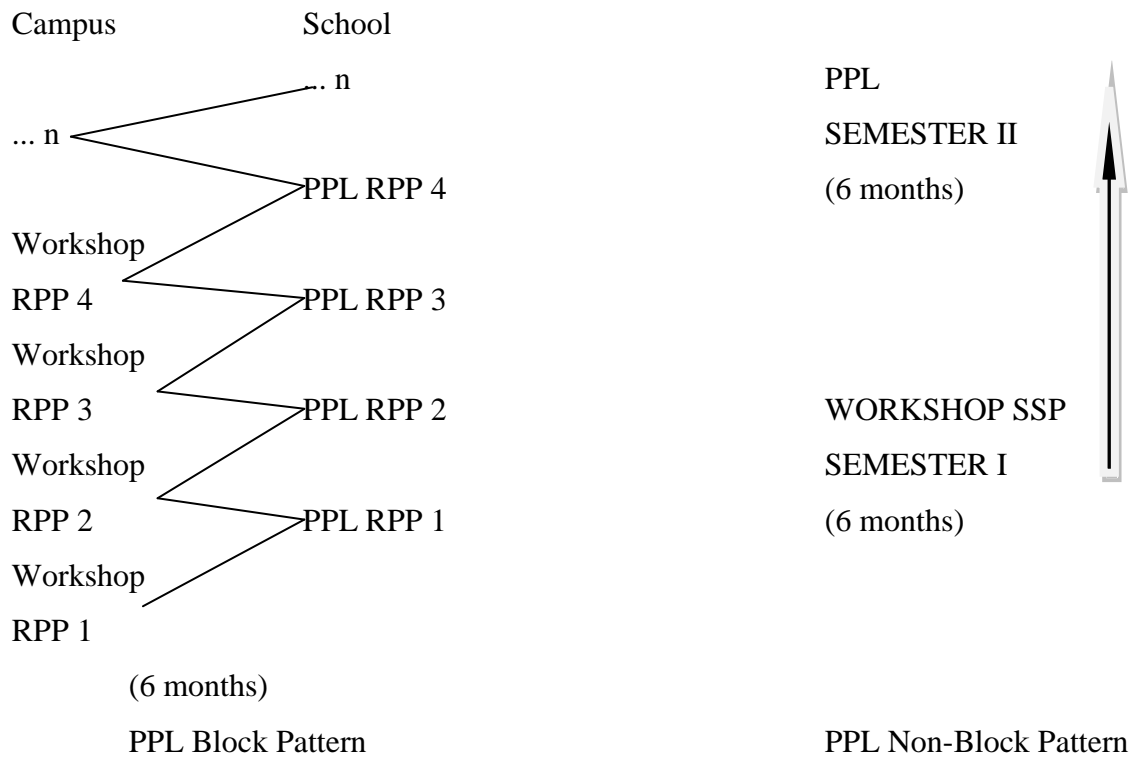 Campus School
... n PPL
... n SEMESTER II
PPL RPP 4 (6 months)
Workshop
RPP 4 PPL RPP 3
Workshop
RPP 3 PPL RPP 2 WORKSHOP SSP
Workshop SEMESTER I
RPP 2 PPL RPP 1 (6 months)
Workshop
RPP 1
(6 months)
PPL Block Pattern PPL Non-Block Pattern